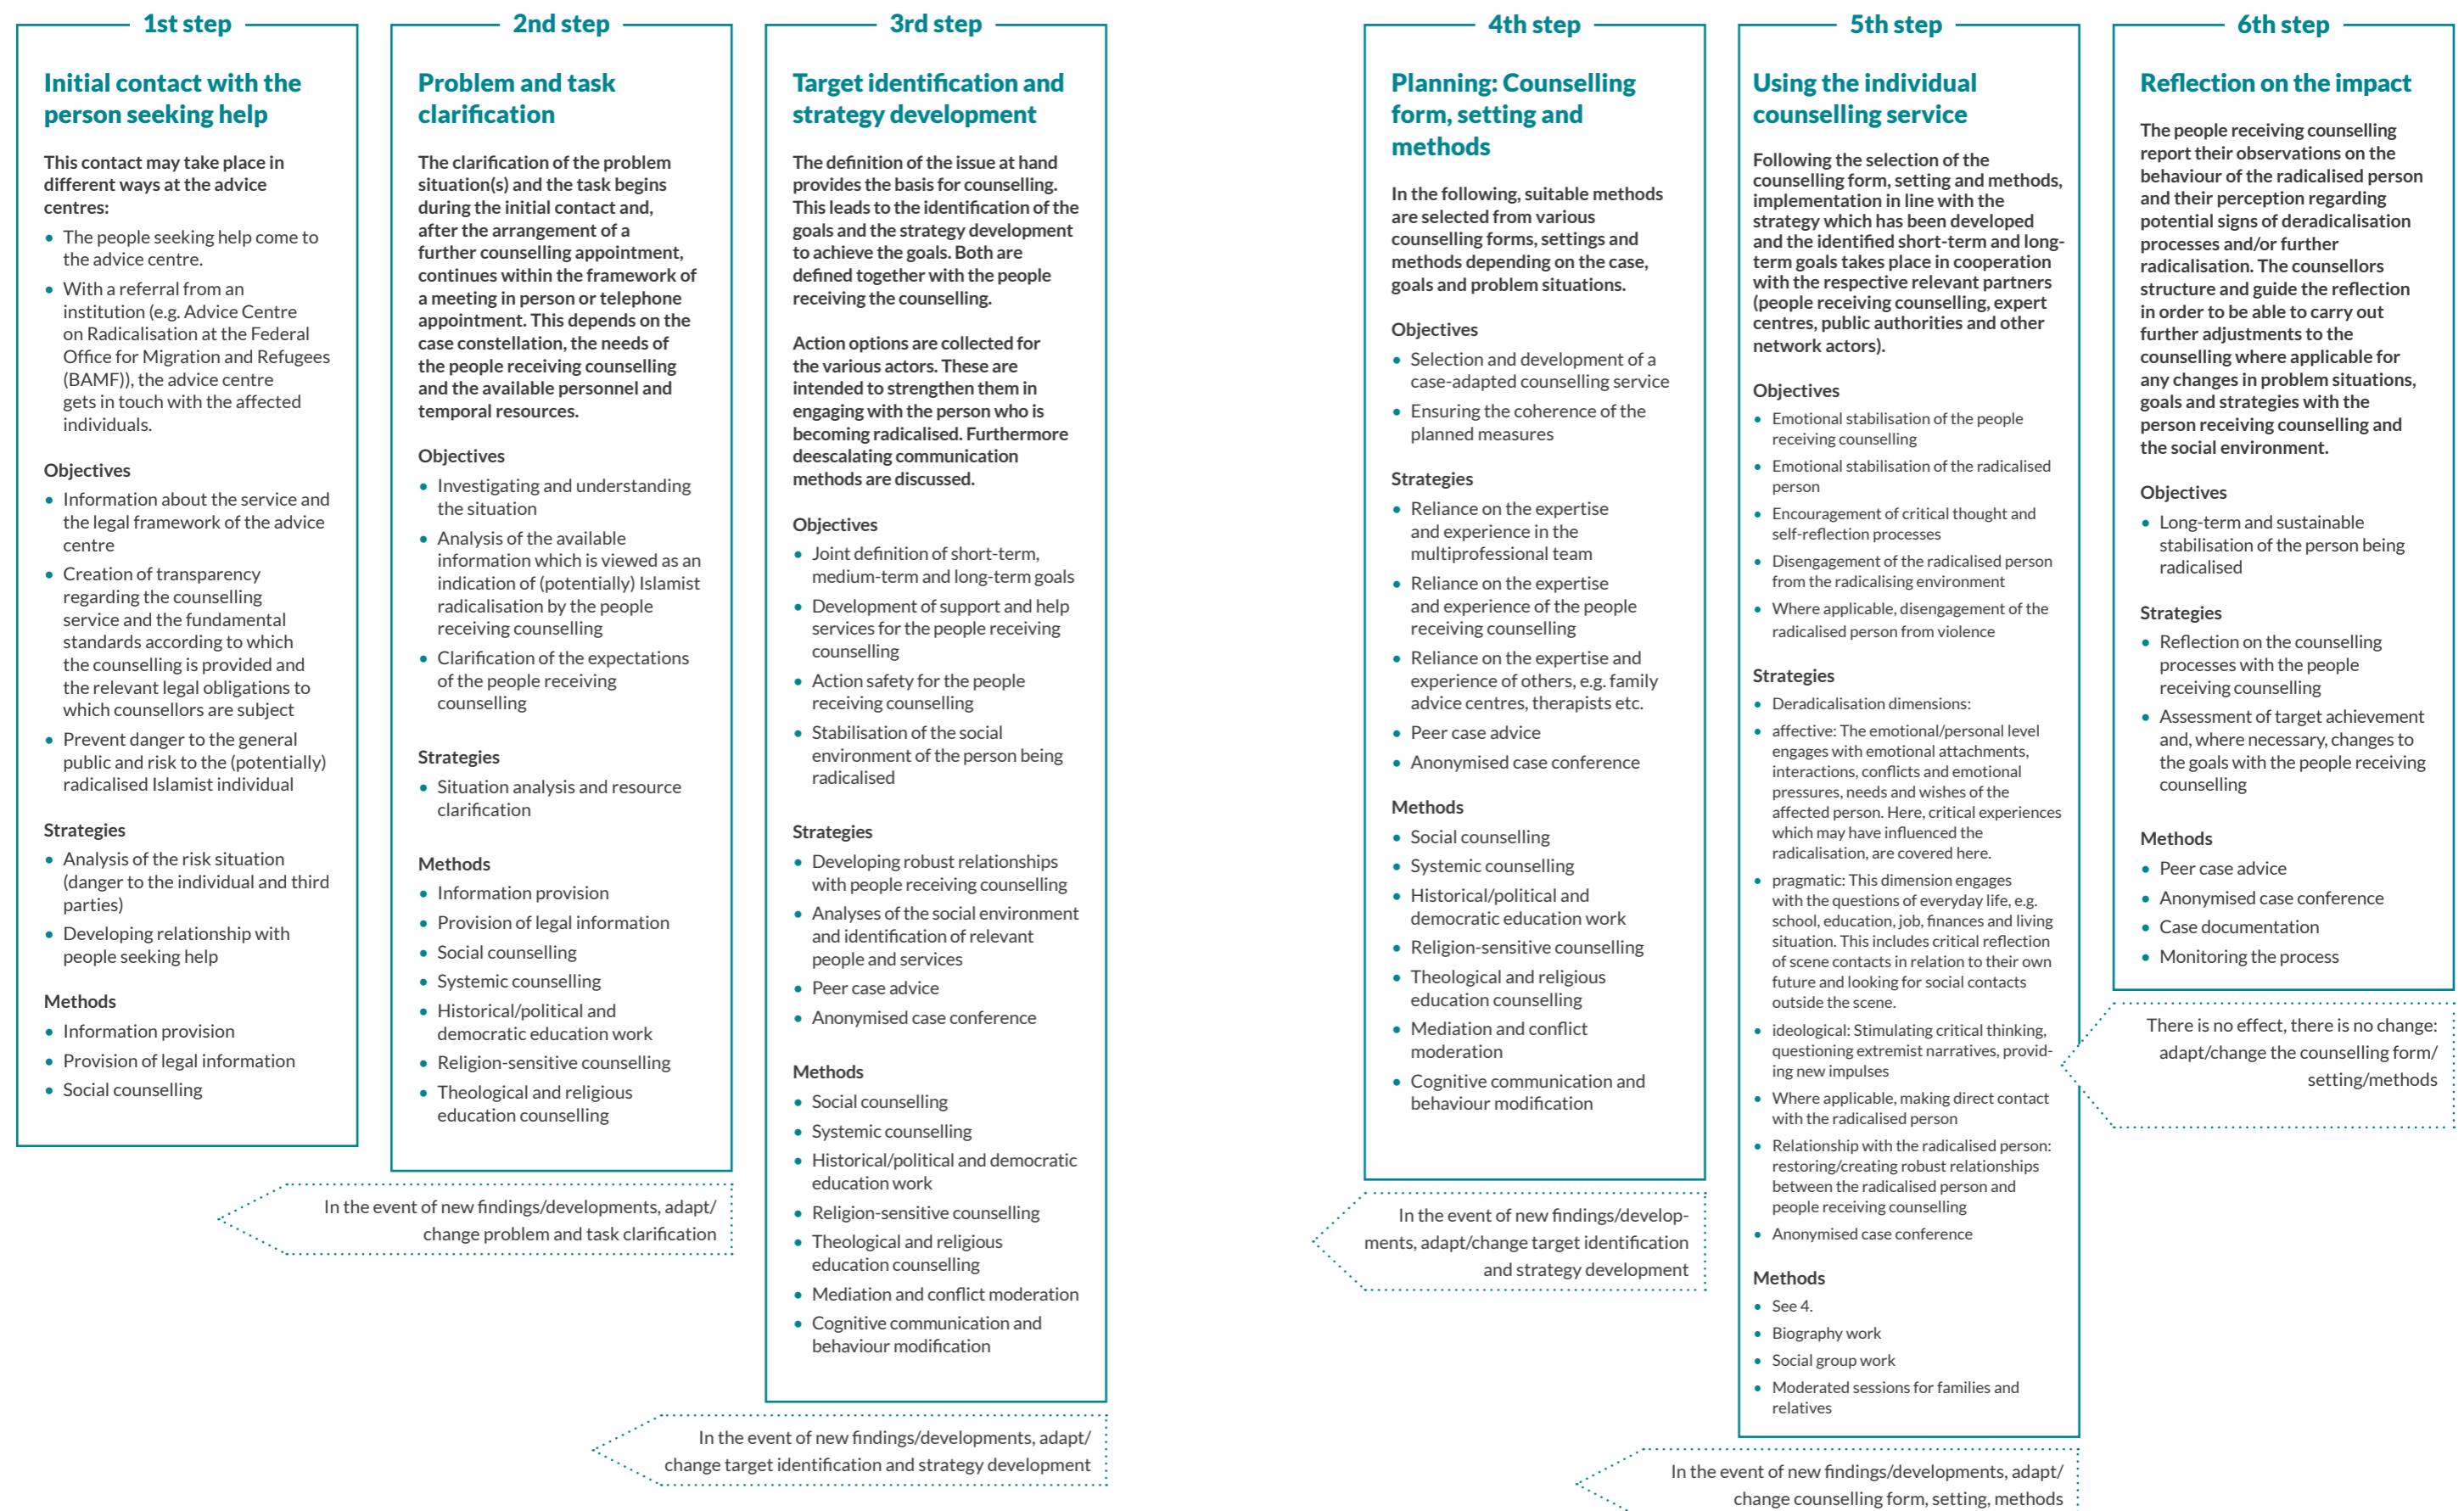 1st step
Initial contact with the
person seeking help
This contact may take place in
different ways at the advice
centres:
• The people seeking help come to
the advice centre.
• With a referral from an
institution (e.g. Advice Centre
on Radicalisation at the Federal
Office for Migration and Refugees
(BAMF)), the advice centre
gets in touch with the affected
individuals.
Objectives
• Information about the service and
the legal framework of the advice
centre
• Creation of transparency
regarding the counselling
service and the fundamental
standards according to which
the counselling is provided and
the relevant legal obligations to
which counsellors are subject
• Prevent danger to the general
public and risk to the (potentially)
radicalised Islamist individual
Strategies
• Analysis of the risk situation
(danger to the individual and third
parties)
• Developing relationship with
people seeking help
Methods
• Information provision
• Provision of legal information
• Social counselling
2nd step
Problem and task
clarification
The clarification of the problem
situation(s) and the task begins
during the initial contact and,
after the arrangement of a
further counselling appointment,
continues within the framework of
a meeting in person or telephone
appointment. This depends on the
case constellation, the needs of
the people receiving counselling
and the available personnel and
temporal resources.
Objectives
• Investigating and understanding
the situation
• Analysis of the available
information which is viewed as an
indication of (potentially) Islamist
radicalisation by the people
receiving counselling
• Clarification of the expectations
of the people receiving
counselling
Strategies
• Situation analysis and resource
clarification
Methods
• Information provision
• Provision of legal information
• Social counselling
• Systemic counselling
• Historical/political and
democratic education work
• Religion-sensitive counselling
• Theological and religious
education counselling
In the event of new findings/developments, adapt/
change problem and task clarification
3rd step
Target identification and
strategy development
The definition of the issue at hand
provides the basis for counselling.
This leads to the identification of the
goals and the strategy development
to achieve the goals. Both are
defined together with the people
receiving the counselling.
Action options are collected for
the various actors. These are
intended to strengthen them in
engaging with the person who is
becoming radicalised. Furthermore
deescalating communication
methods are discussed.
Objectives
• Joint definition of short-term,
medium-term and long-term goals
• Development of support and help
services for the people receiving
counselling
• Action safety for the people
receiving counselling
• Stabilisation of the social
environment of the person being
radicalised
Strategies
• Developing robust relationships
with people receiving counselling
• Analyses of the social environment
and identification of relevant
people and services
• Peer case advice
• Anonymised case conference
Methods
• Social counselling
• Systemic counselling
• Historical/political and democratic
education work
• Religion-sensitive counselling
• Theological and religious
education counselling
• Mediation and conflict moderation
• Cognitive communication and
behaviour modification
In the event of new findings/developments, adapt/
change target identification and strategy development
4th step
Planning: Counselling
form, setting and
methods
In the following, suitable methods
are selected from various
counselling forms, settings and
methods depending on the case,
goals and problem situations.
Objectives
• Selection and development of a
case-adapted counselling service
• Ensuring the coherence of the
planned measures
Strategies
• Reliance on the expertise
and experience in the
multiprofessional team
• Reliance on the expertise
and experience of the people
receiving counselling
• Reliance on the expertise and
experience of others, e.g. family
advice centres, therapists etc.
• Peer case advice
• Anonymised case conference
Methods
• Social counselling
• Systemic counselling
• Historical/political and
democratic education work
• Religion-sensitive counselling
• Theological and religious
education counselling
• Mediation and conflict
moderation
• Cognitive communication and
behaviour modification
In the event of new findings/develop-
ments, adapt/change target identification
and strategy development
5th step
Using the individual
counselling service
Following the selection of the
counselling form, setting and methods,
implementation in line with the
strategy which has been developed
and the identified short-term and long-
term goals takes place in cooperation
with the respective relevant partners
(people receiving counselling, expert
centres, public authorities and other
network actors).
Objectives
• Emotional stabilisation of the people
receiving counselling
• Emotional stabilisation of the radicalised
person
• Encouragement of critical thought and
self-reflection processes
• Disengagement of the radicalised person
from the radicalising environment
• Where applicable, disengagement of the
radicalised person from violence
Strategies
• Deradicalisation dimensions:
• affective: The emotional/personal level
engages with emotional attachments,
interactions, conflicts and emotional
pressures, needs and wishes of the
affected person. Here, critical experiences
which may have influenced the
radicalisation, are covered here.
• pragmatic: This dimension engages
with the questions of everyday life, e.g.
school, education, job, finances and living
situation. This includes critical reflection
of scene contacts in relation to their own
future and looking for social contacts
outside the scene.
• ideological: Stimulating critical thinking,
questioning extremist narratives, provid-
ing new impulses
• Where applicable, making direct contact
with the radicalised person
• Relationship with the radicalised person:
restoring/creating robust relationships
between the radicalised person and
people receiving counselling
• Anonymised case conference
Methods
• See 4.
• Biography work
• Social group work
• Moderated sessions for families and
relatives
In the event of new findings/developments, adapt/
change counselling form, setting, methods
6th step
Reflection on the impact
The people receiving counselling
report their observations on the
behaviour of the radicalised person
and their perception regarding
potential signs of deradicalisation
processes and/or further
radicalisation. The counsellors
structure and guide the reflection
in order to be able to carry out
further adjustments to the
counselling where applicable for
any changes in problem situations,
goals and strategies with the
person receiving counselling and
the social environment.
Objectives
• Long-term and sustainable
stabilisation of the person being
radicalised
Strategies
• Reflection on the counselling
processes with the people
receiving counselling
• Assessment of target achievement
and, where necessary, changes to
the goals with the people receiving
counselling
Methods
• Peer case advice
• Anonymised case conference
• Case documentation
• Monitoring the process
There is no effect, there is no change:
adapt/change the counselling form/
setting/methods